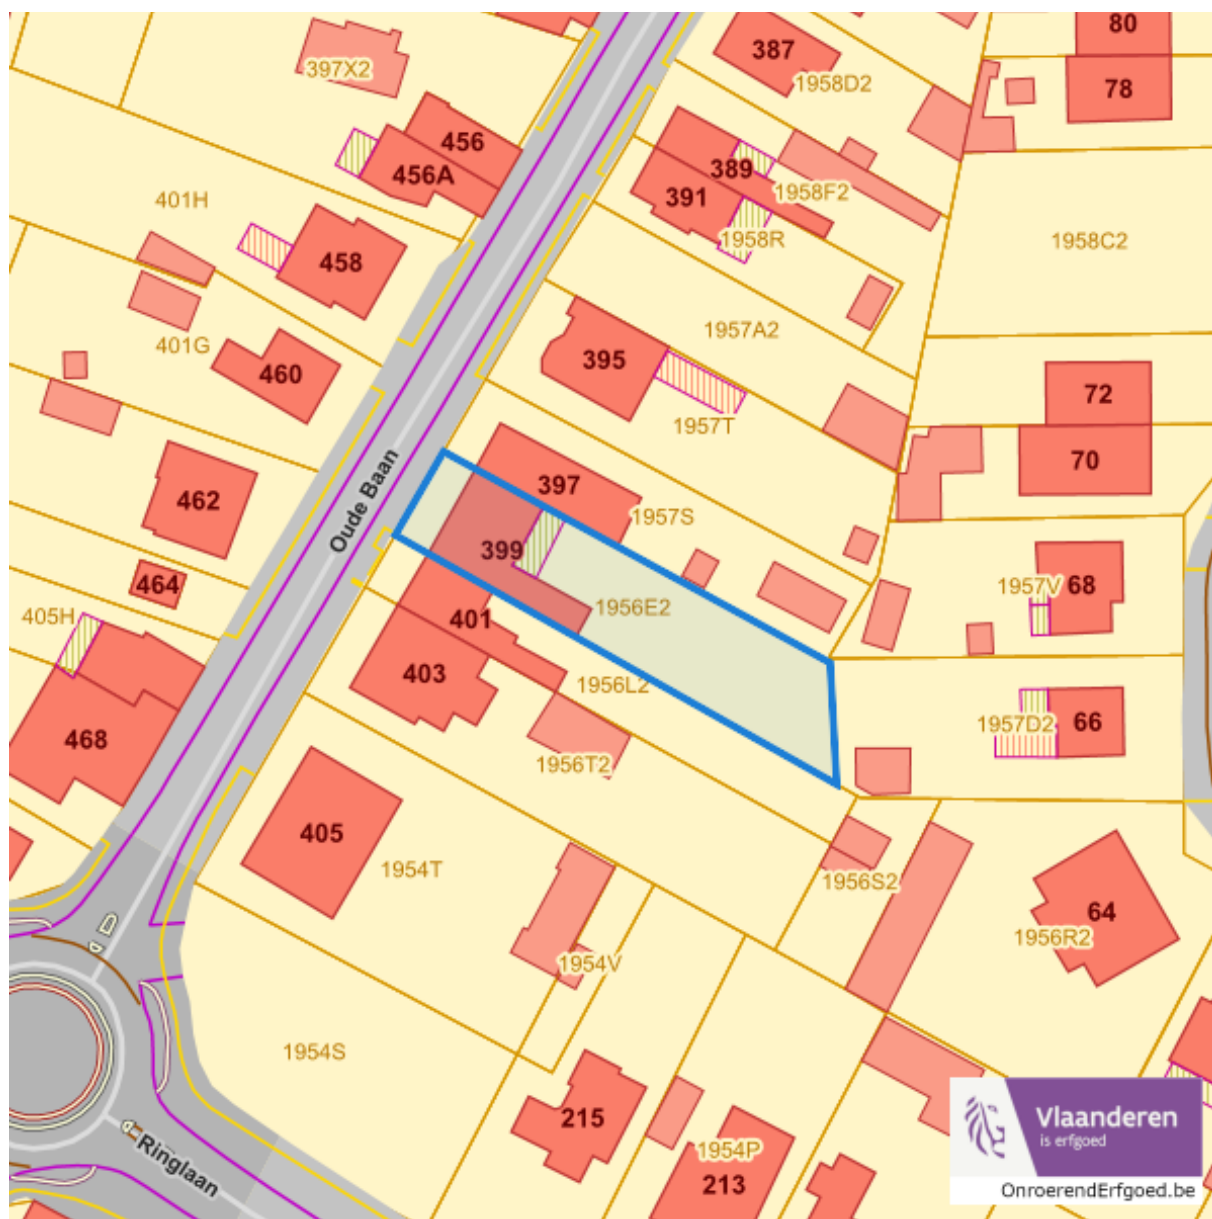 80
387
397X2
1958D2
78
456
389
456A
1958F2
391
401H
1958R
1958C2
458
1957A2
401G
395
460
72
1957T
70
397
462
Oude Baan
1957S
399
464
1957V
68
1956E2
405H
401
403
1956L2
66
1957D2
468
1956T2
405
1954T
1956S2
64
1956R2
1954V
1954S
215
Vlaanderen
is erfgoed
1954P
Ringlaan
213
OnroerendErfgoed.be